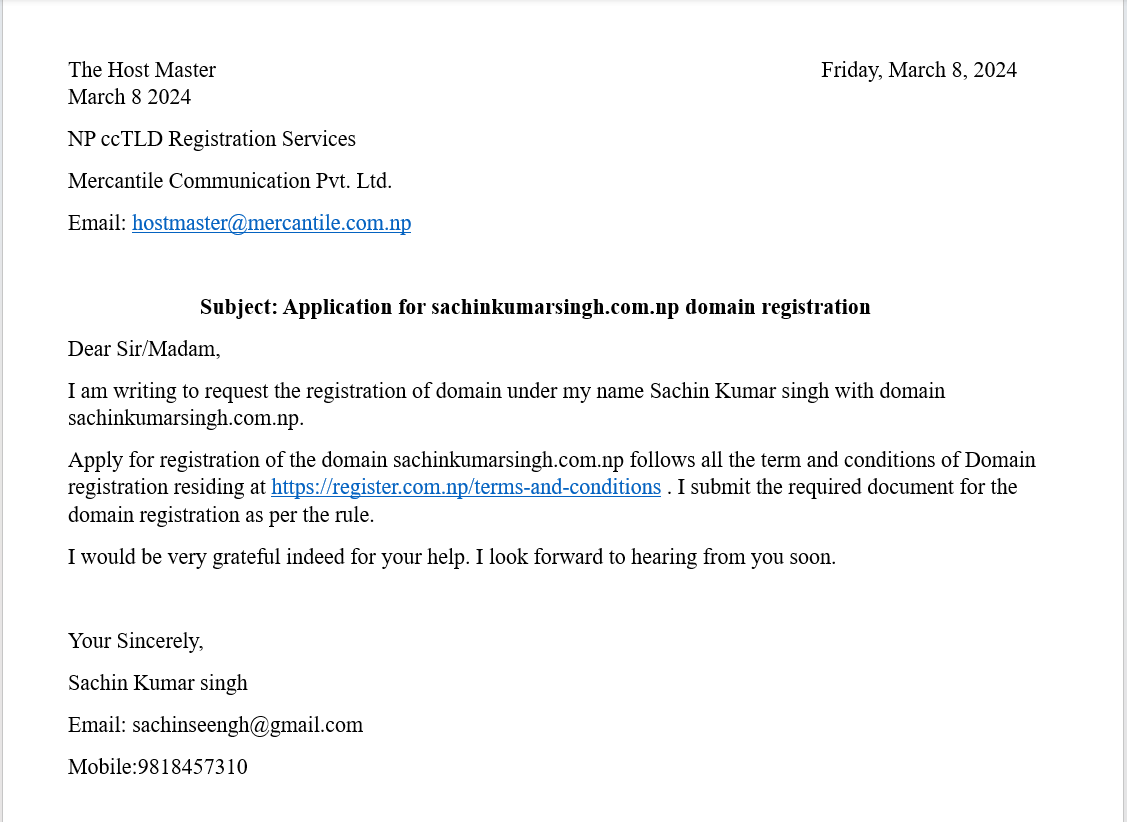 The Host Master Friday, March 8, 2024
March 8 2024
NP ccTLD Registration Services
Mercantile Communication Pvt. Ltd.
Email: hostmaster@mercantile.com.np
Subject: Application for sachinkumarsingh.com.np domain registration
Dear Sir/Madam,
I am writing to request the registration of domain under my name Sachin Kumar singh with domain
sachinkumarsingh.com.np.
Apply for registration of the domain sachinkumarsingh.com.np follows all the term and conditions of Domain
registration residing at https://register.com.np/terms-and-conditions . I submit the required document for the
domain registration as per the rule.
I would be very grateful indeed for your help. I look forward to hearing from you soon.
Your Sincerely,
Sachin Kumar singh
Email: sachinseengh@gmail.com
Mobile:9818457310